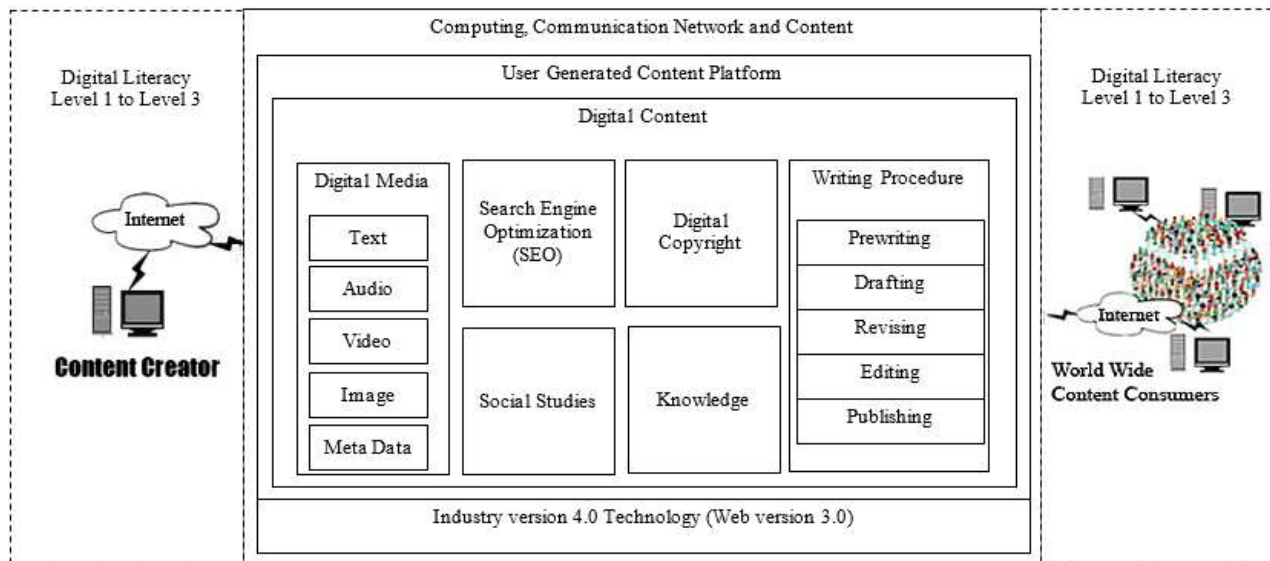 Computing, Communication Network and Content
User Generated Content Platform
Digital Content
Digital Literacy
Level 1 to Level 3
Internet
Content Creator
Digital Media
Text
Audio
Video
Image
Meta Data
Search Engine
Optimization
(SEO)
Digital
Copyright
Social Studies
Knowledge
Writing Procedure
Prewriting
Drafting
Revising
Editing
Publishing
Industry version 4.0 Technology (Web version 3.0)
Digital Literacy
Level 1 to Level 3
Internet
World Wide
Content Consumers